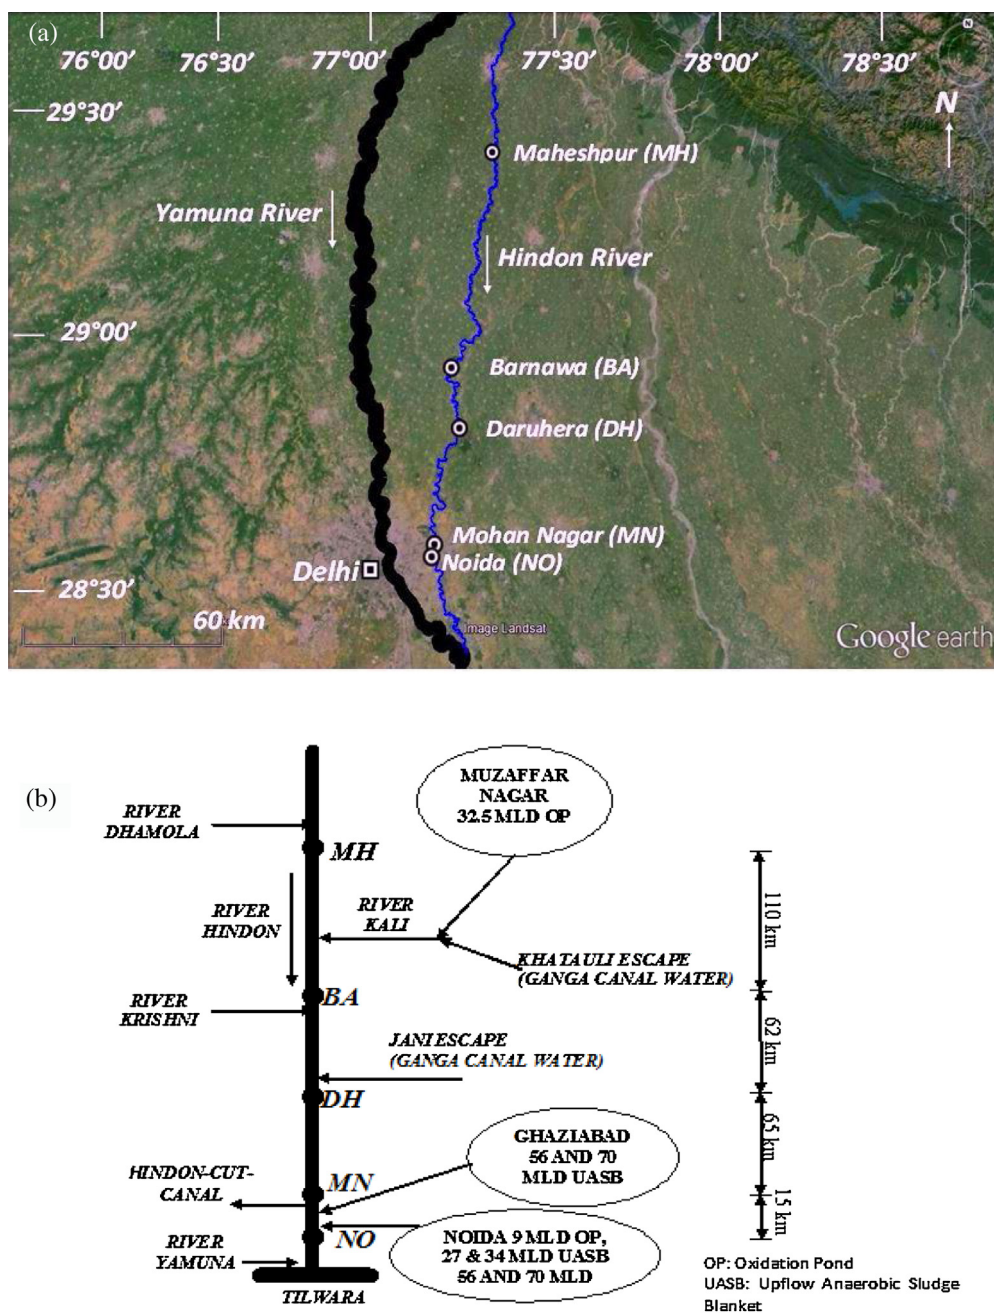 (a)
76°00’ 76°30’ 77°00’ 77°30’ 78°00’ 78°30’
29°30’
N
Maheshpur (MH)
Yamuna River
Hindon River
29°00’
Barnawa (BA)
Daruhera (DH)
Mohan Nagar (MN)
Noida (NO)
Delhi
28°30’
60 km
Image Landsat
Google earth
(b)
MUZAFFAR
NAGAR
32.5 MLD OP
RIVER
DHAMOLA
MH
RIVER
HINDON
RIVER
KALI
110 km
KHATAULI ESCAPE
(GANGA CANAL WATER)
BA
RIVER
KRISHNI
62 km
JANI ESCAPE
(GANGA CANAL WATER)
DH
65 km
GHAZIABAD
56 AND 70
MLD UASB
HINDON-CUT-
CANAL
MN
15 km
NO
RIVER
YAMUNA
NOIDA 9 MLD OP,
27 & 34 MLD UASB
56 AND 70 MLD
TILWARA
OP: Oxidation Pond
UASB: Upflow Anaerobic Sludge
Blanket